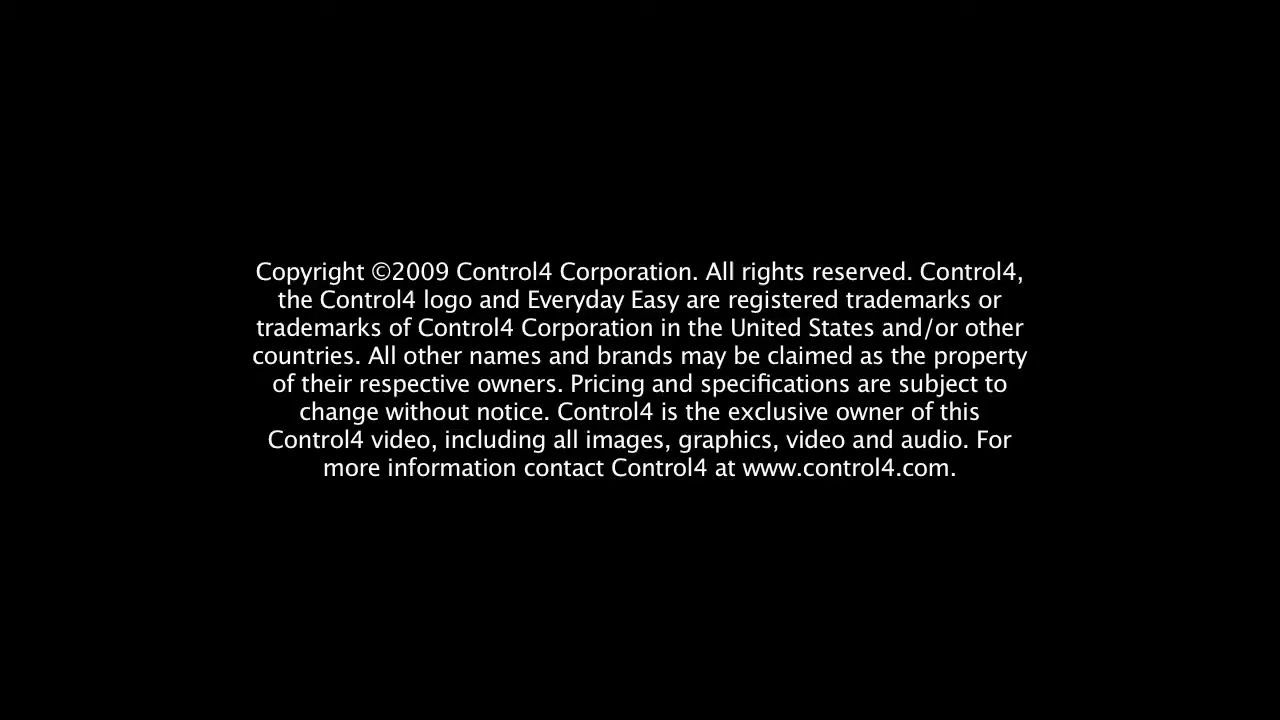 Copyright ©2009 Control4 Corporation. All rights reserved. Control4,
the Control4 logo and Everyday Easy are registered trademarks or
trademarks of Control4 Corporation in the United States and/or other
countries. All other names and brands may be claimed as the property
of their respective owners. Pricing and specifications are subject to
change without notice. Control4 is the exclusive owner of this
Control4 video, including all images, graphics, video and audio. For
more information contact Control4 at www.control4.com.